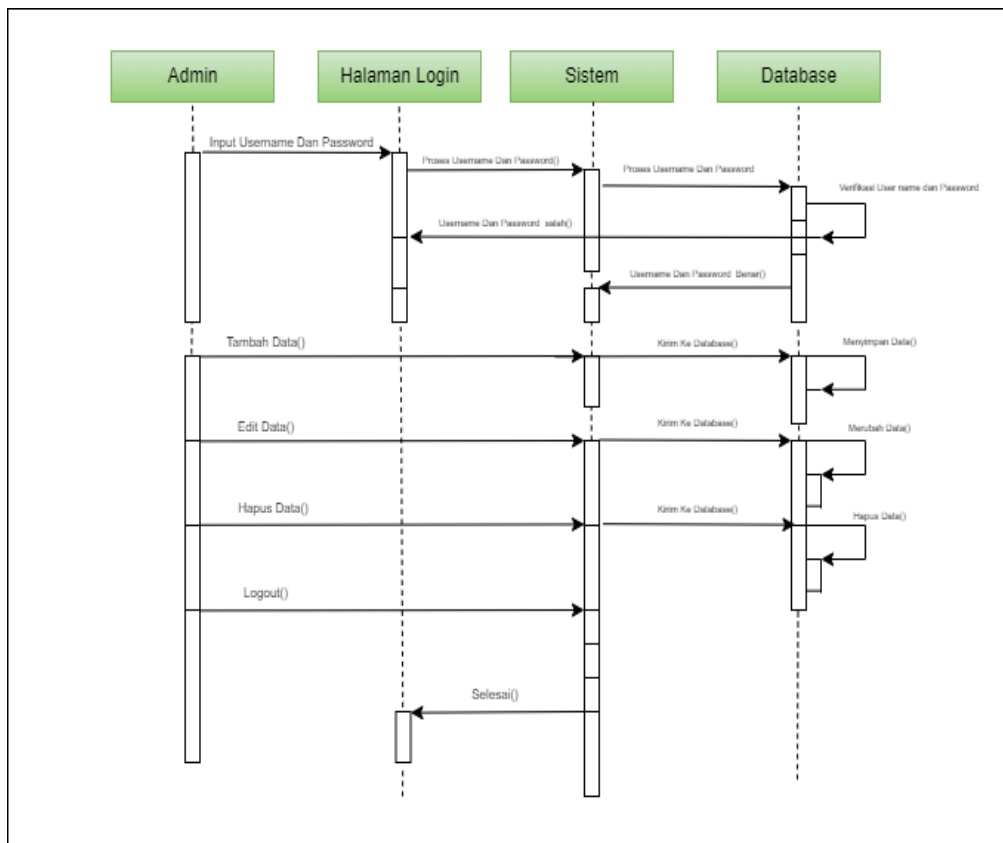 Admin
Halaman Login
Sistem
Database
Input Username Dan Password
Proses Username Dan Password()
Proses Username Dan Password
Verifikasi User name dan Password
Username Dan Password salah()
Username Dan Password Benar()
Tambah Data()
Kirim Ke Database()
Menyimpan Data()
Edit Data()
Kirim Ke Database()
Merubah Data()
Hapus Data()
Kirim Ke Database()
Hapus Data()
Logout()
Selesai()